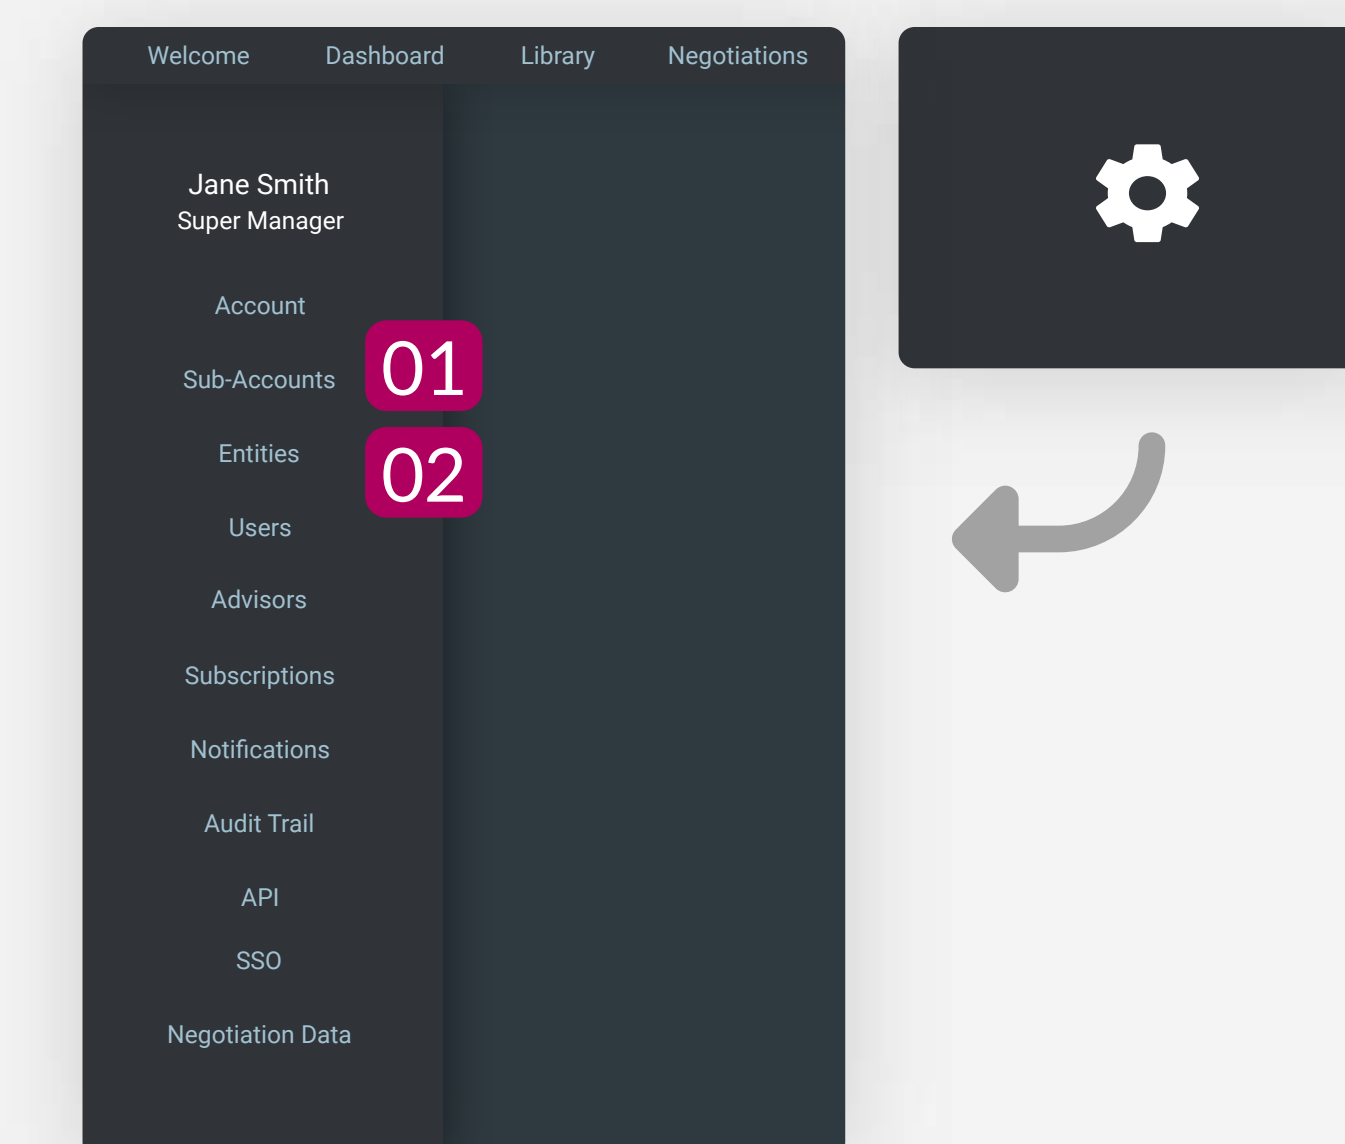 Welcome Dashboard Library Negotiations
Jane Smith
Super Manager
Account
Sub-Accounts 01
Entities 02
Users
Advisors
Subscriptions
Notifications
Audit Trail
API
SSO
Negotiation Data